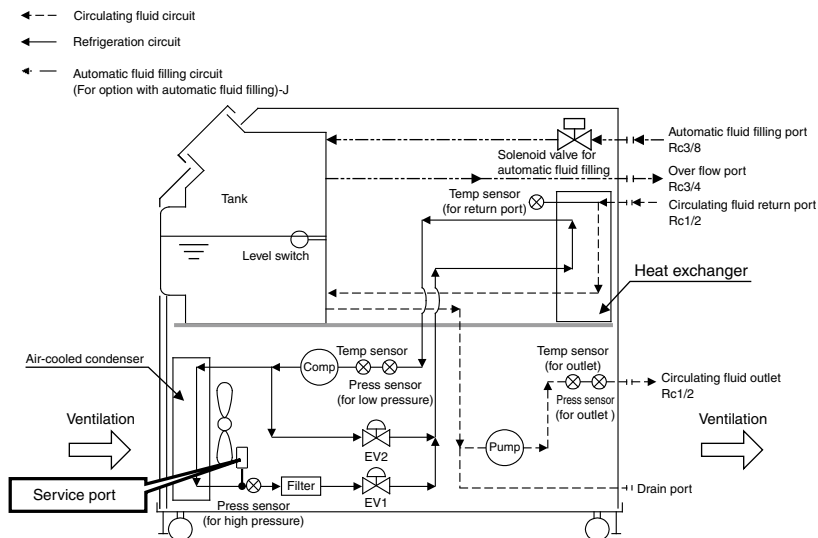 Circulating fluid circuit
Refrigeration circuit
Automatic fluid filling circuit
(For option with automatic fluid filling)-J
Automatic fluid filling port
Rc3/8
Solenoid valve for
automatic fluid filling
Over flow port
Rc3/4
Tank
Temp sensor
(for return port)
Circulating fluid return port
Rc1/2
Level switch
Heat exchanger
Air-cooled condenser
Comp
Temp sensor
Press sensor
(for low pressure)
Temp sensor
(for outlet)
Press sensor
(for outlet )
Circulating fluid outlet
Rc1/2
Ventilation
Ventilation
EV2
Pump
Service port
Filter
EV1
Press sensor
(for high pressure)
Drain port